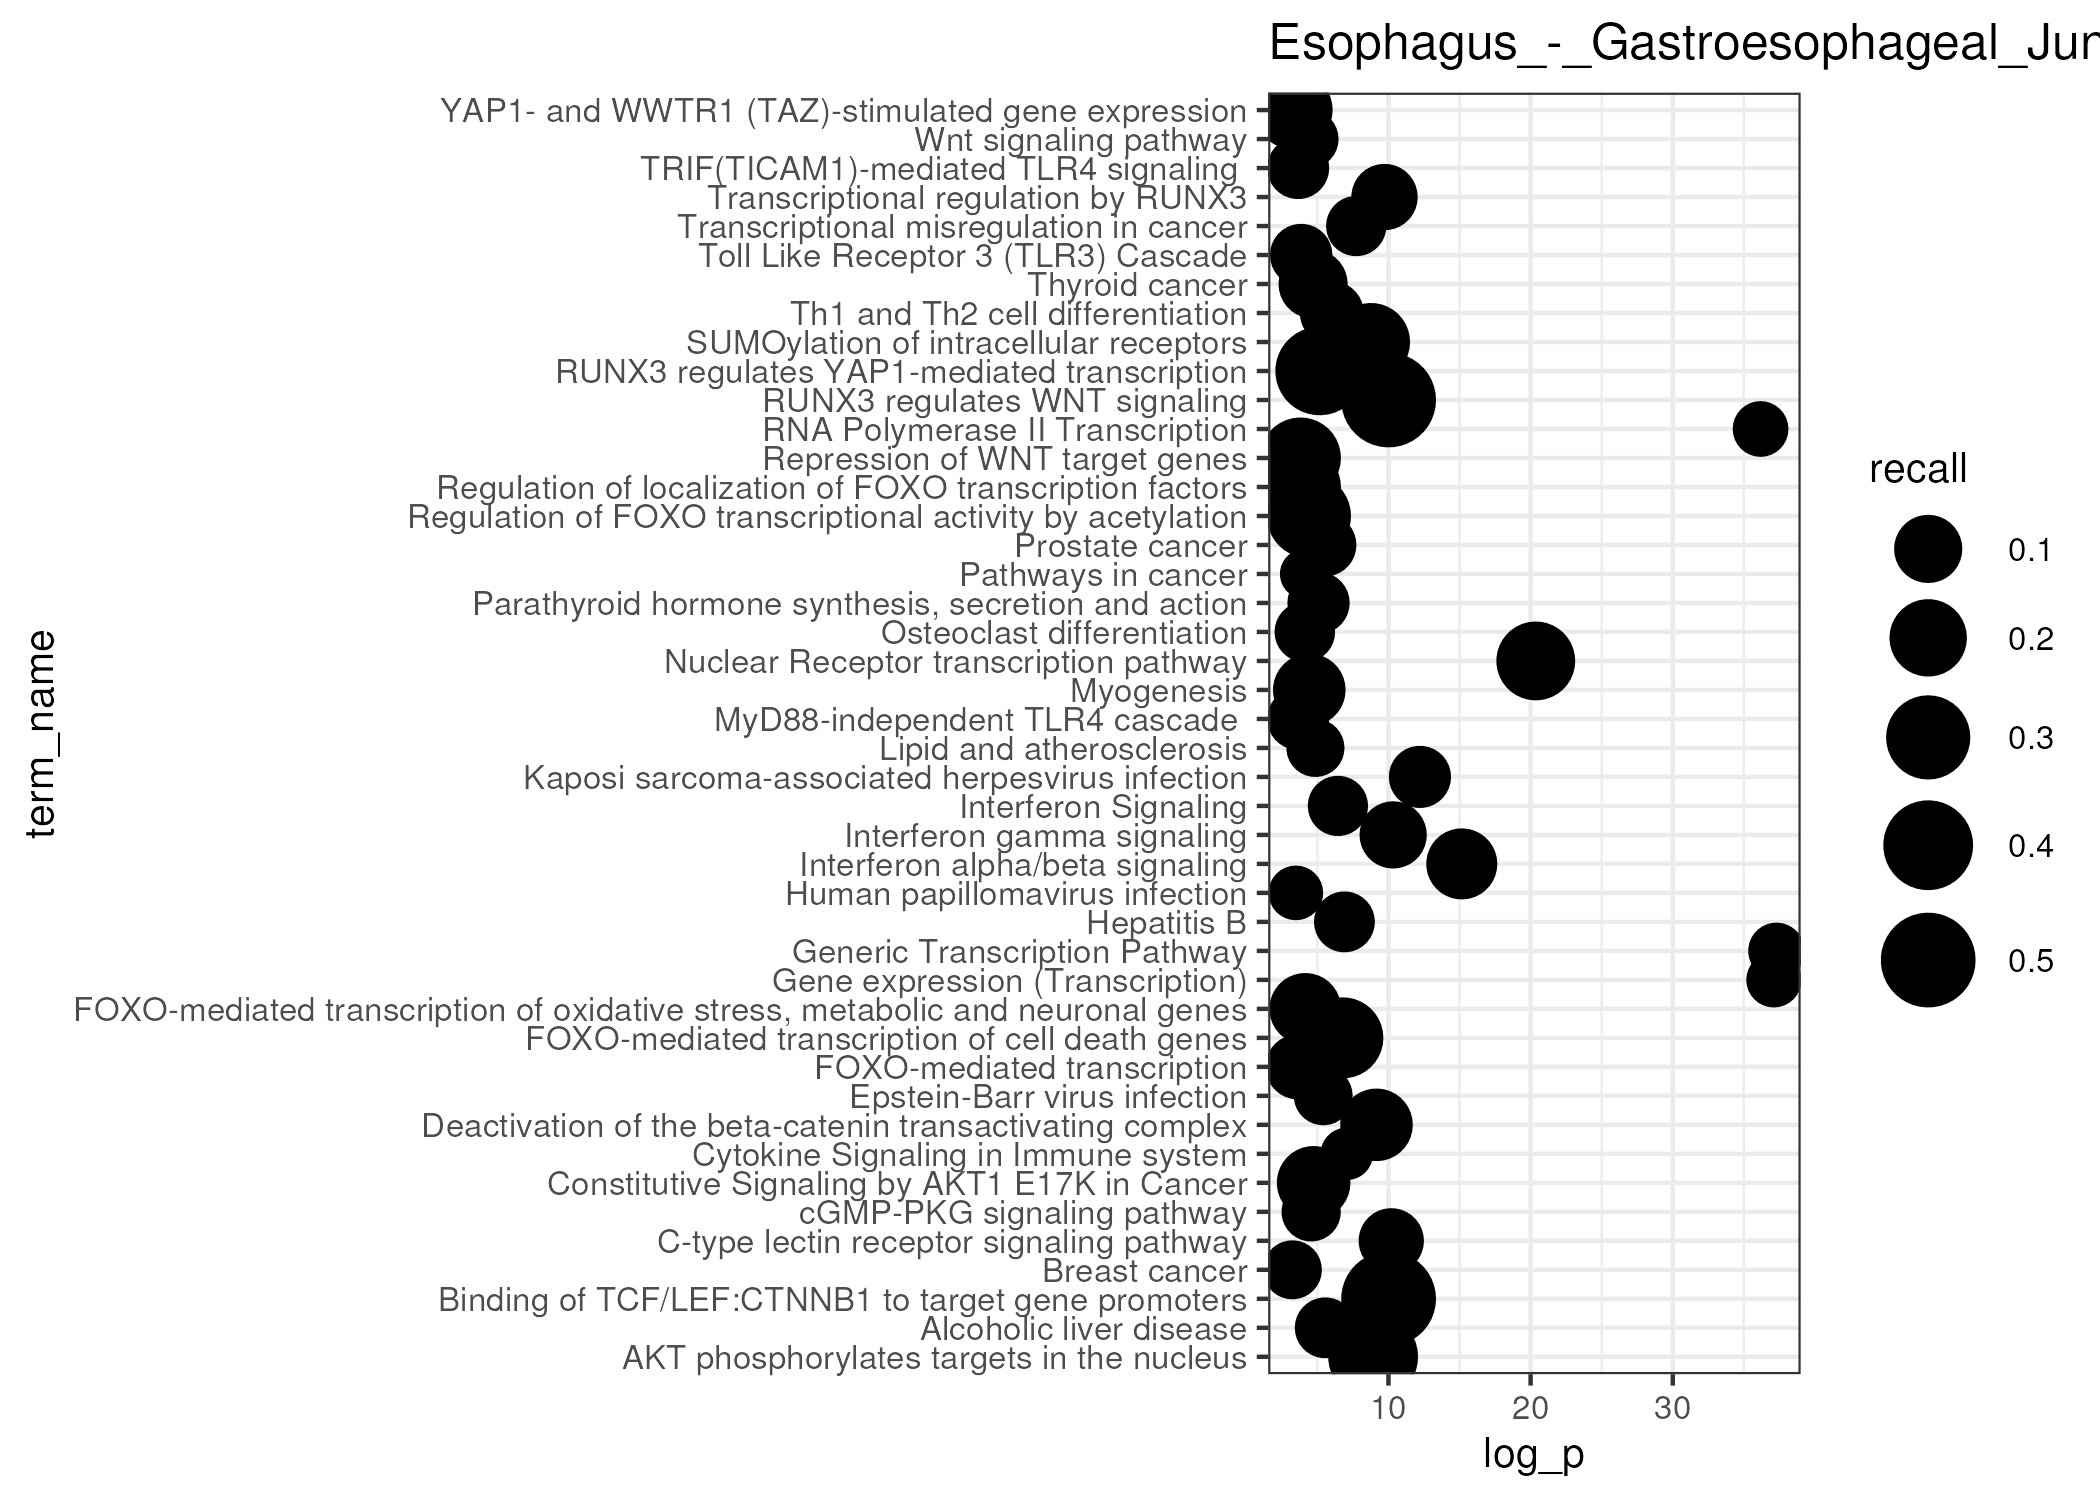 Esophagus_-_Gastroesophageal_Jun
YAP1- and WWTR1 (TAZ)-stimulated gene expression
Wnt signaling pathway
TRIF(TICAM1)-mediated TLR4 signaling
Transcriptional regulation by RUNX3
Transcriptional misregulation in cancer
Toll Like Receptor 3 (TLR3) Cascade
Thyroid cancer
Th1 and Th2 cell differentiation
SUMOylation of intracellular receptors
RUNX3 regulates YAP1-mediated transcription
RUNX3 regulates WNT signaling
RNA Polymerase II Transcription
Repression of WNT target genes
Regulation of localization of FOXO transcription factors
Regulation of FOXO transcriptional activity by acetylation
Prostate cancer
Pathways in cancer
Parathyroid hormone synthesis, secretion and action
Osteoclast differentiation
Nuclear Receptor transcription pathway
Myogenesis
MyD88-independent TLR4 cascade
Lipid and atherosclerosis
Kaposi sarcoma-associated herpesvirus infection
Interferon Signaling
Interferon gamma signaling
Interferon alpha/beta signaling
Human papillomavirus infection
Hepatitis B
Generic Transcription Pathway
Gene expression (Transcription)
FOXO-mediated transcription of oxidative stress, metabolic and neuronal genes
FOXO-mediated transcription of cell death genes
FOXO-mediated transcription
Epstein-Barr virus infection
Deactivation of the beta-catenin transactivating complex
Cytokine Signaling in Immune system
Constitutive Signaling by AKT1 E17K in Cancer
cGMP-PKG signaling pathway
C-type lectin receptor signaling pathway
Breast cancer
Binding of TCF/LEF:CTNNB1 to target gene promoters
Alcoholic liver disease
AKT phosphorylates targets in the nucleus
term_name
10 20 30
log_p
recall
0.1
0.2
0.3
0.4
0.5